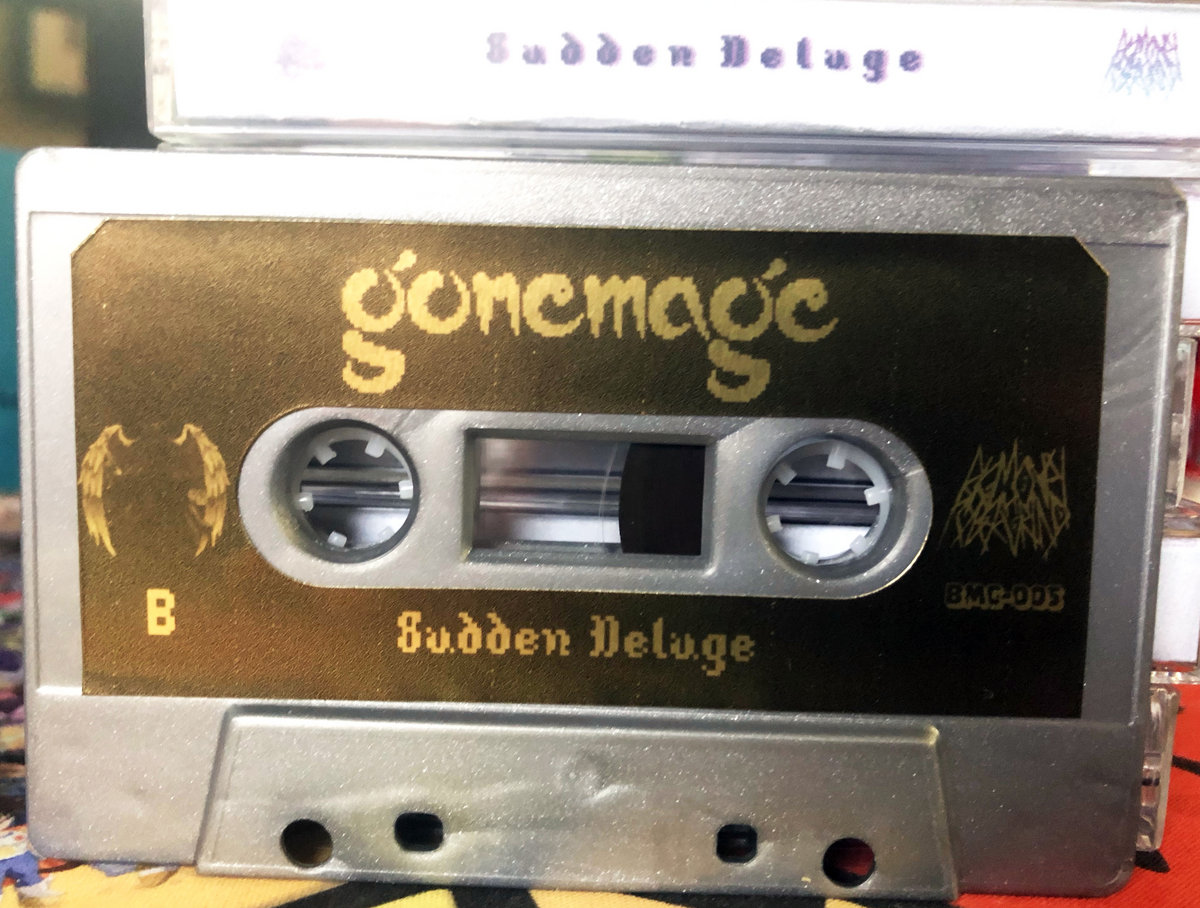 Sudden Deluge
gonemage
B
Sudden Deluge
BMC-005